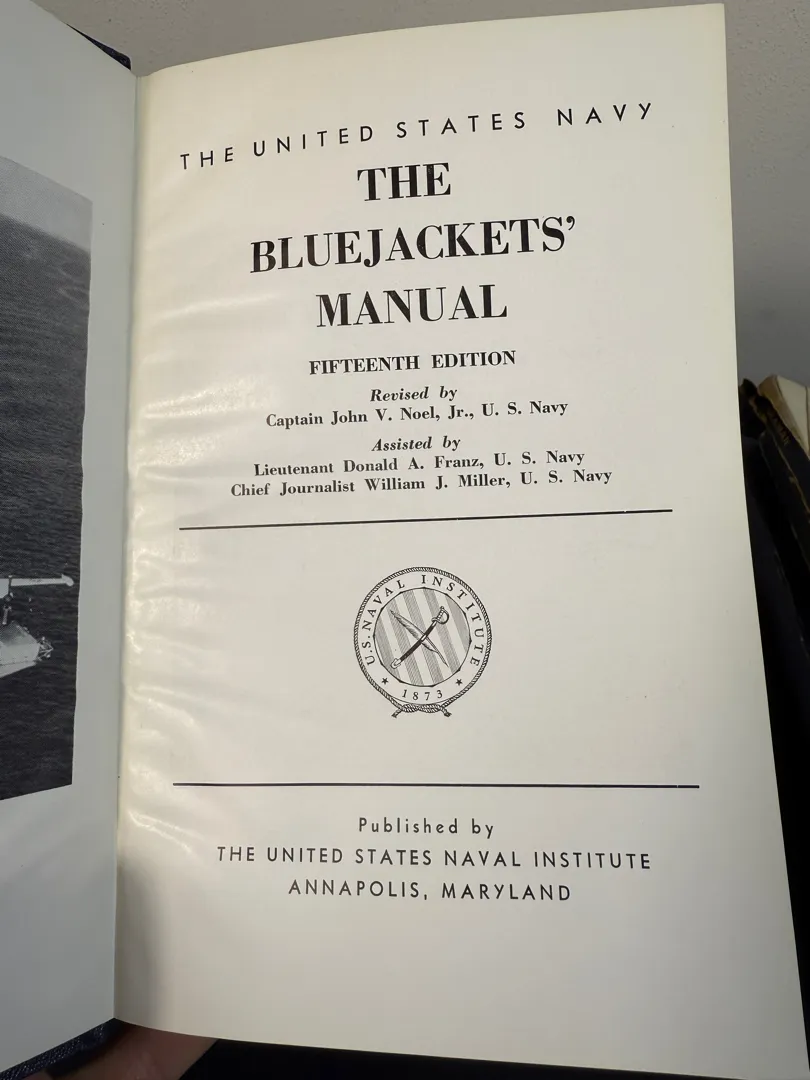 THE UNITED STATES NAVY
THE
BLUEJACKETS'
MANUAL
FIFTEENTH EDITION
Revised by
Captain John V. Noel, Jr., U. S. Navy
Assisted by
Lieutenant Donald A. Franz, U. S. Navy
Chief Journalist William J. Miller, U. S. Navy
U.S. NAVAL INSTITUTE
★ 1873 ★
Published by
THE UNITED STATES NAVAL INSTITUTE
ANNAPOLIS, MARYLAND